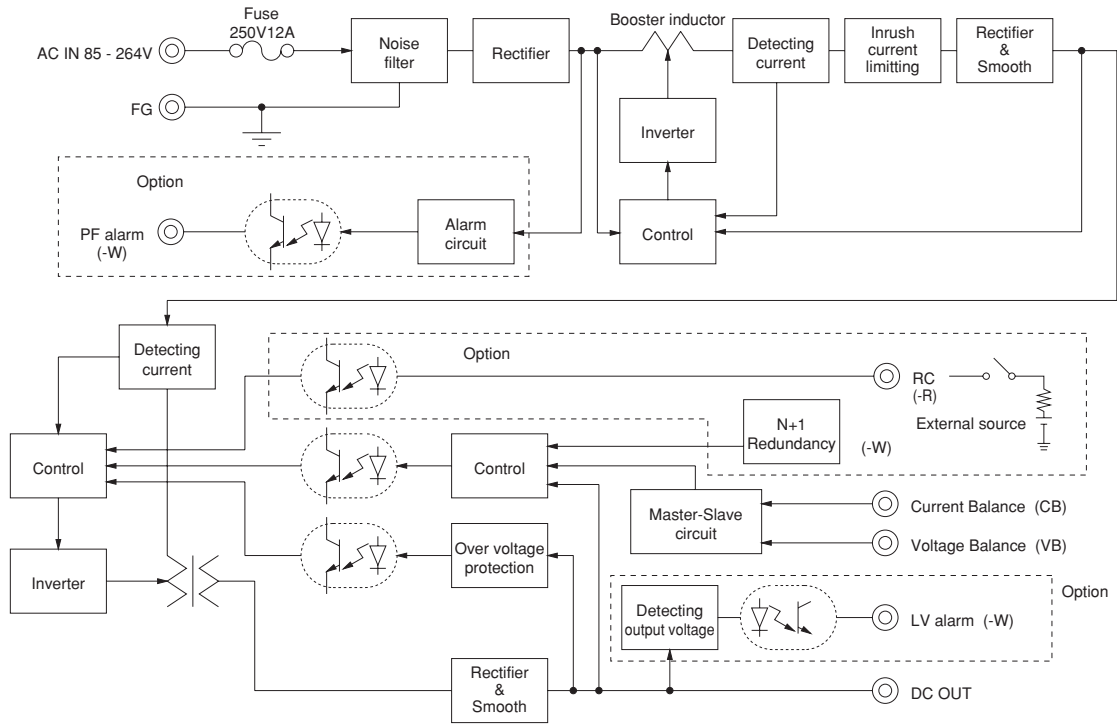 Fuse
250V12A
AC IN 85 - 264V
Noise
filter
Rectifier
Booster inductor
Detecting
current
Inrush
current
limitting
Rectifier
&
Smooth
FG
Inverter
Option
PF alarm
(-W)
Alarm
circuit
Control
Detecting
current
Option
RC
(-R)
External source
N+1
Redundancy
(-W)
Control
Control
Master-Slave
circuit
Current Balance (CB)
Voltage Balance (VB)
Inverter
Over voltage
protection
Option
Detecting
output voltage
LV alarm (-W)
Rectifier
&
Smooth
DC OUT